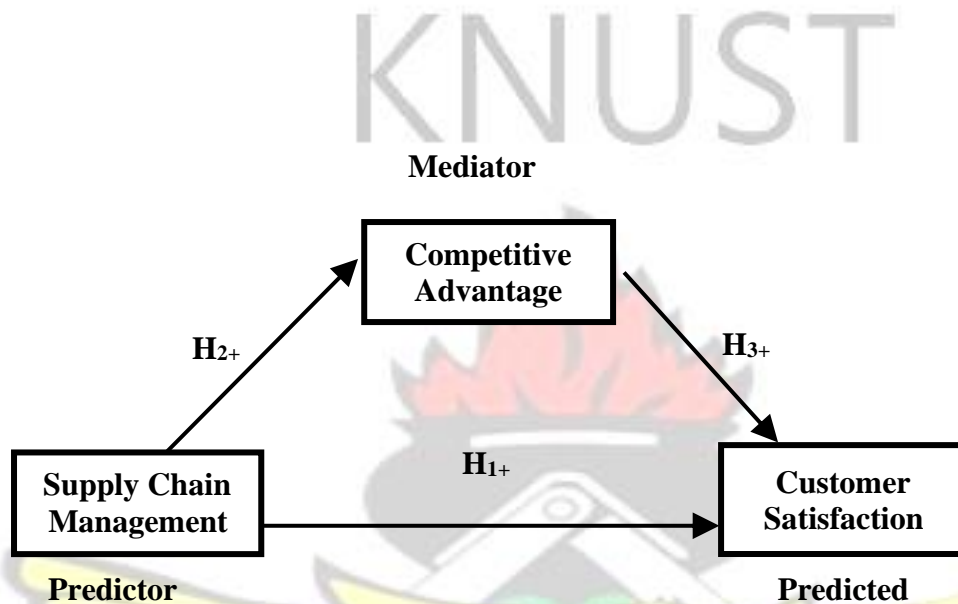 KNUST
Mediator
Competitive
Advantage
H2+
H3+
H1+
Supply Chain
Management
Customer
Satisfaction
Predictor
Predicted